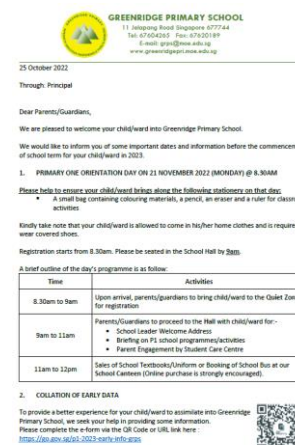 GREENRIDGE PRIMARY SCHOOL
11 Jelapang Road Singapore 677744
Tel: 67604265 Fax: 67620189
E-mail: grps@moe.edu.sg
www.greenridgepri.moe.edu.sg
25 October 2022
Through: Principal
Dear Parents/Guardians,
We are pleased to welcome your child/ward into Greenridge Primary School.
We would like to inform you of some important dates and information before the commencem
of school term for your child/ward in 2023.
1. PRIMARY ONE ORIENTATION DAY ON 21 NOVEMBER 2022 (MONDAY) @ 8.30AM
Please help to ensure your child/ward brings along the following stationery on that day:
• A small bag containing colouring materials, a pencil, an eraser and a ruler for classro
activities
Kindly take note that your child/ward is allowed to come in his/her home clothes and is require
wear covered shoes.
Registration starts from 8.30am. Please be seated in the School Hall by 9am.
A brief outline of the day's programme is as follow:
Time Activities
8.30am to 9am Upon arrival, parents/guardians to bring child/ward to the Quiet Zon
for registration
9am to 11am Parents/Guardians to proceed to the Hall with child/ward for:-
• School Leader Welcome Address
• Briefing on P1 school programmes/activities
• Parent Engagement by Student Care Centre
11am to 12pm Sales of School Textbooks/Uniform or Booking of School Bus at our
School Canteen (Online purchase is strongly encouraged).
2. COLLATION OF EARLY DATA
To provide a better experience for your child/ward to assimilate into Greenridge
Primary School, we seek your help in providing some information.
Please complete the e-form via the QR Code or URL link here :
https://go.gov.sg/p1-2023-early-info-grps